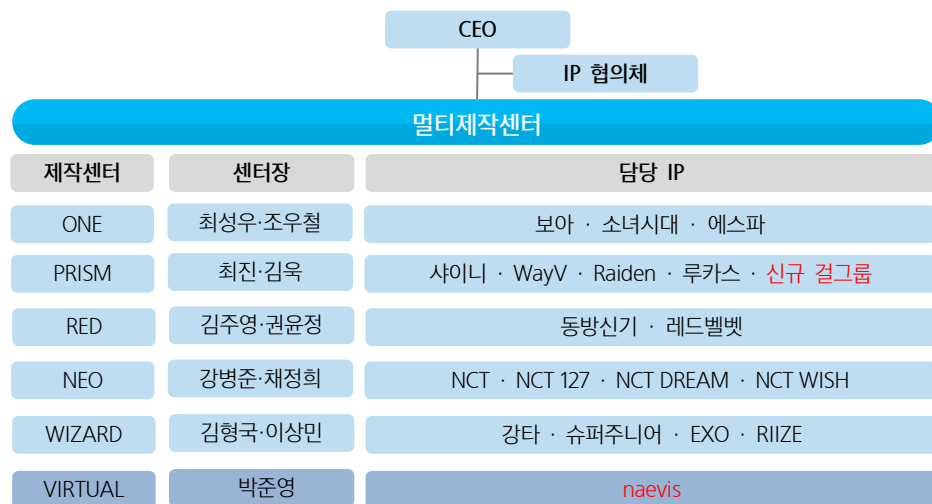 CEO
IP 협의체
멀티제작센터
제작센터 센터장 담당 IP
ONE 최성우·조우철 보아 · 소녀시대 · 에스파
PRISM 최진·김욱 샤이니 · WayV · Raiden · 루카스 · 신규 걸그룹
RED 김주영·권윤정 동방신기 · 레드벨벳
NEO 강병준·채정희 NCT · NCT 127 · NCT DREAM · NCT WISH
WIZARD 김형국·이상민 강타 · 슈퍼주니어 · EXO · RIIZE
VIRTUAL 박준영 naevis